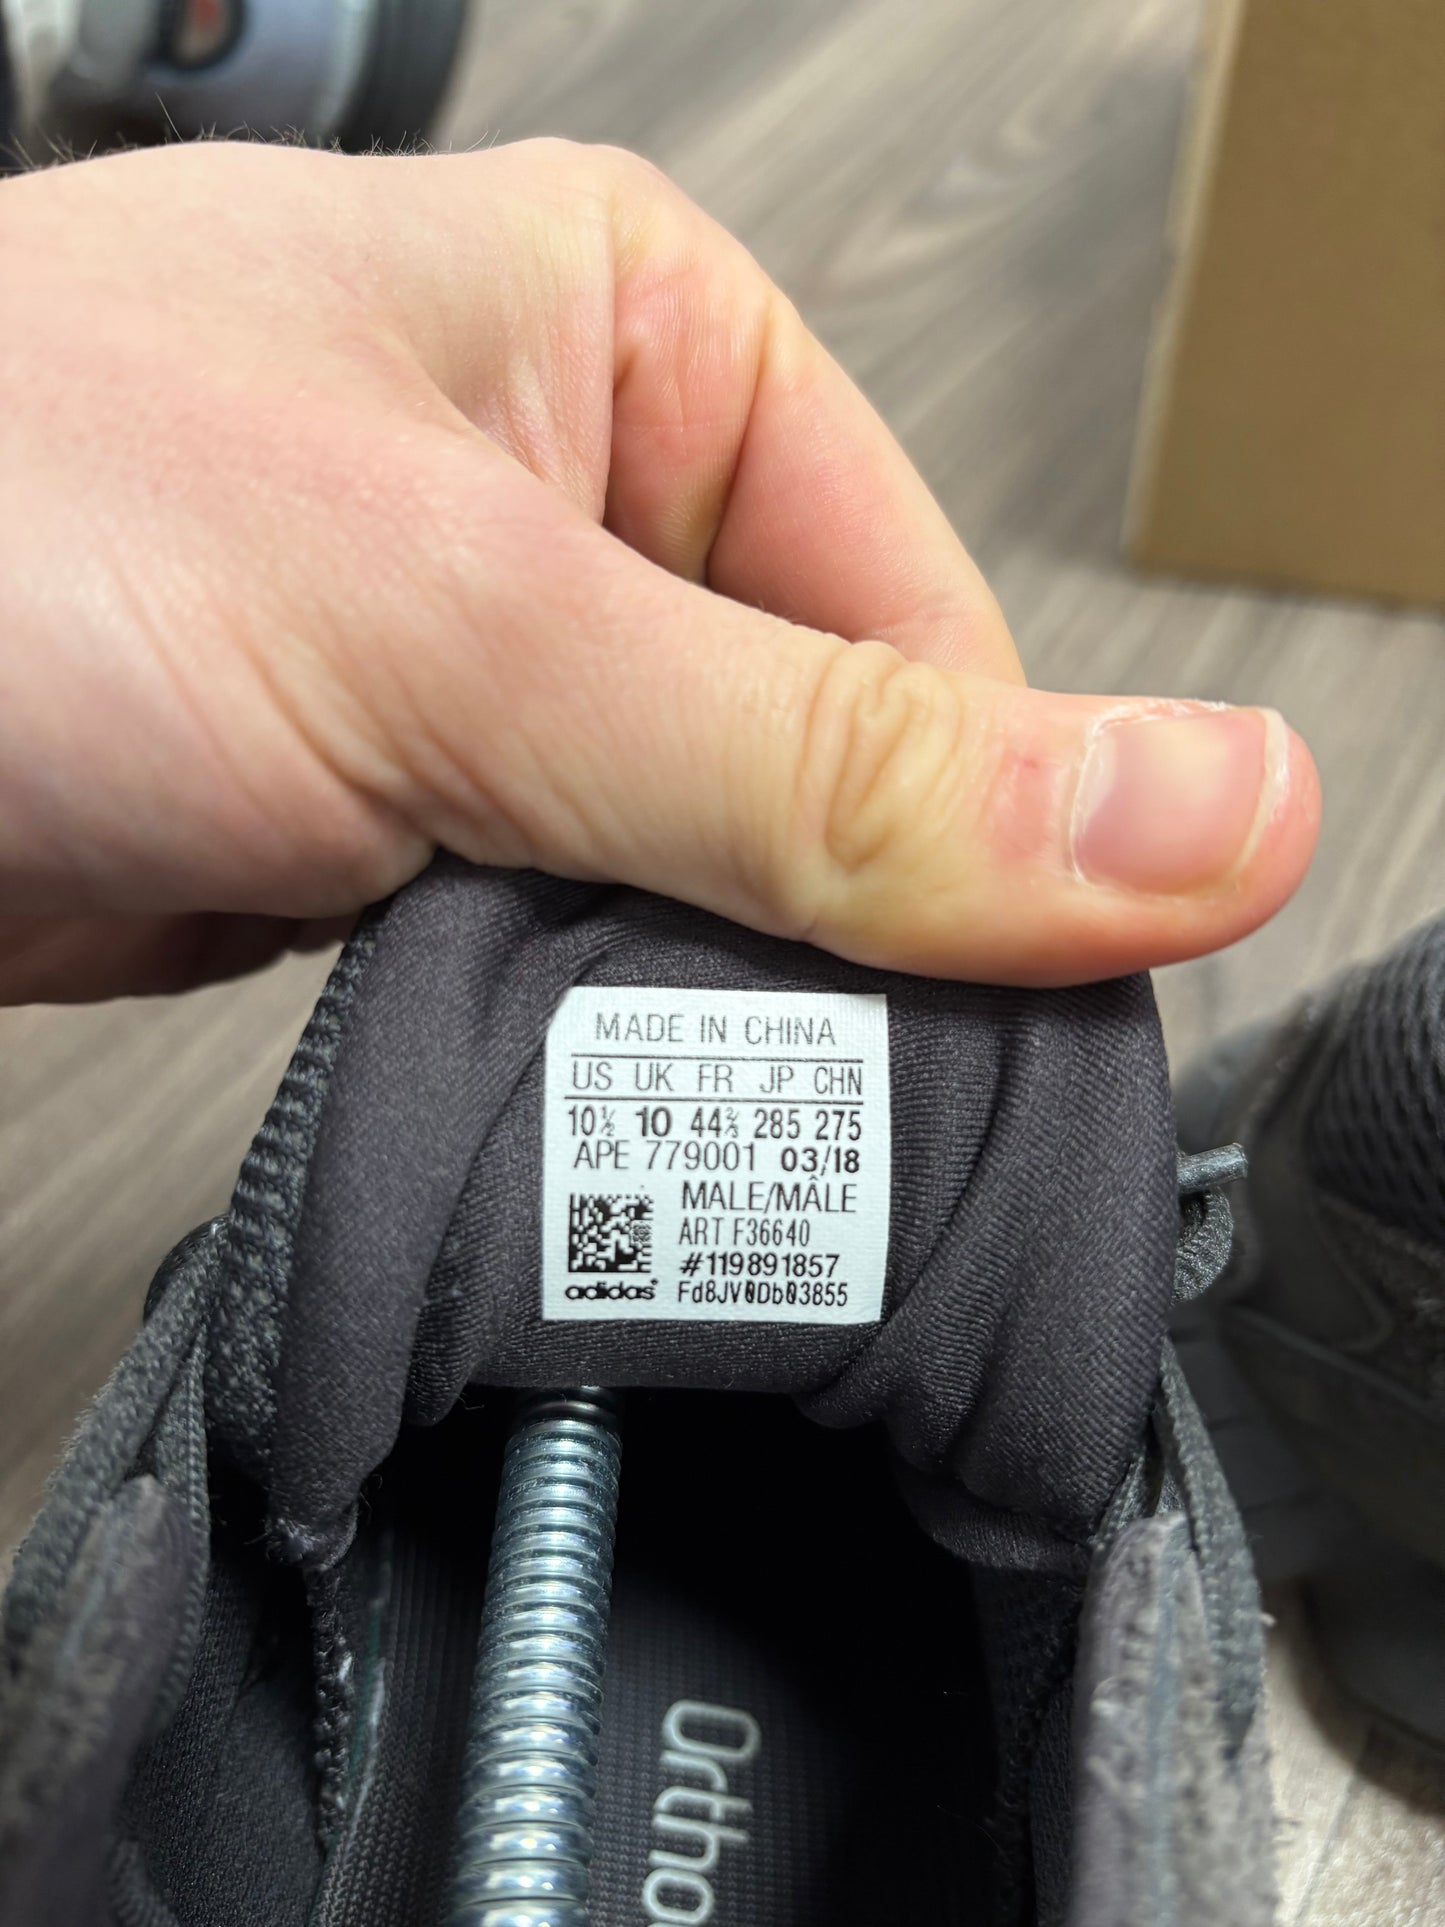 MADE IN CHINA
US UK FR JP CHN
10½ 10 44⅔ 285 275
APE 779001 03/18
MALE/MÂLE
ART F36640
#119891857
adidas Fd8JV0Db03855
Ortho